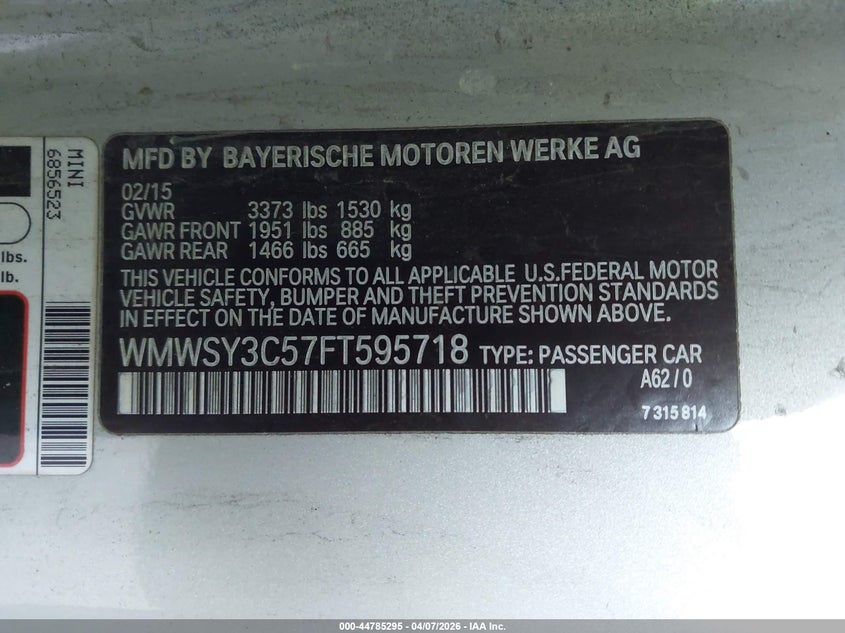 MINI
6856523
lbs.
lb.
MFD BY BAYERISCHE MOTOREN WERKE AG
02/15
GVWR 3373 lbs 1530 kg
GAWR FRONT 1951 lbs 885 kg
GAWR REAR 1466 lbs 665 kg
THIS VEHICLE CONFORMS TO ALL APPLICABLE U.S.FEDERAL MOTOR
VEHICLE SAFETY, BUMPER AND THEFT PREVENTION STANDARDS
IN EFFECT ON THE DATE OF MANUFACTURE SHOWN ABOVE.
WMWSY3C57FT595718 TYPE: PASSENGER CAR
A62/0
7 315 814
000-44785295 - 04/07/2026 - IAA Inc.